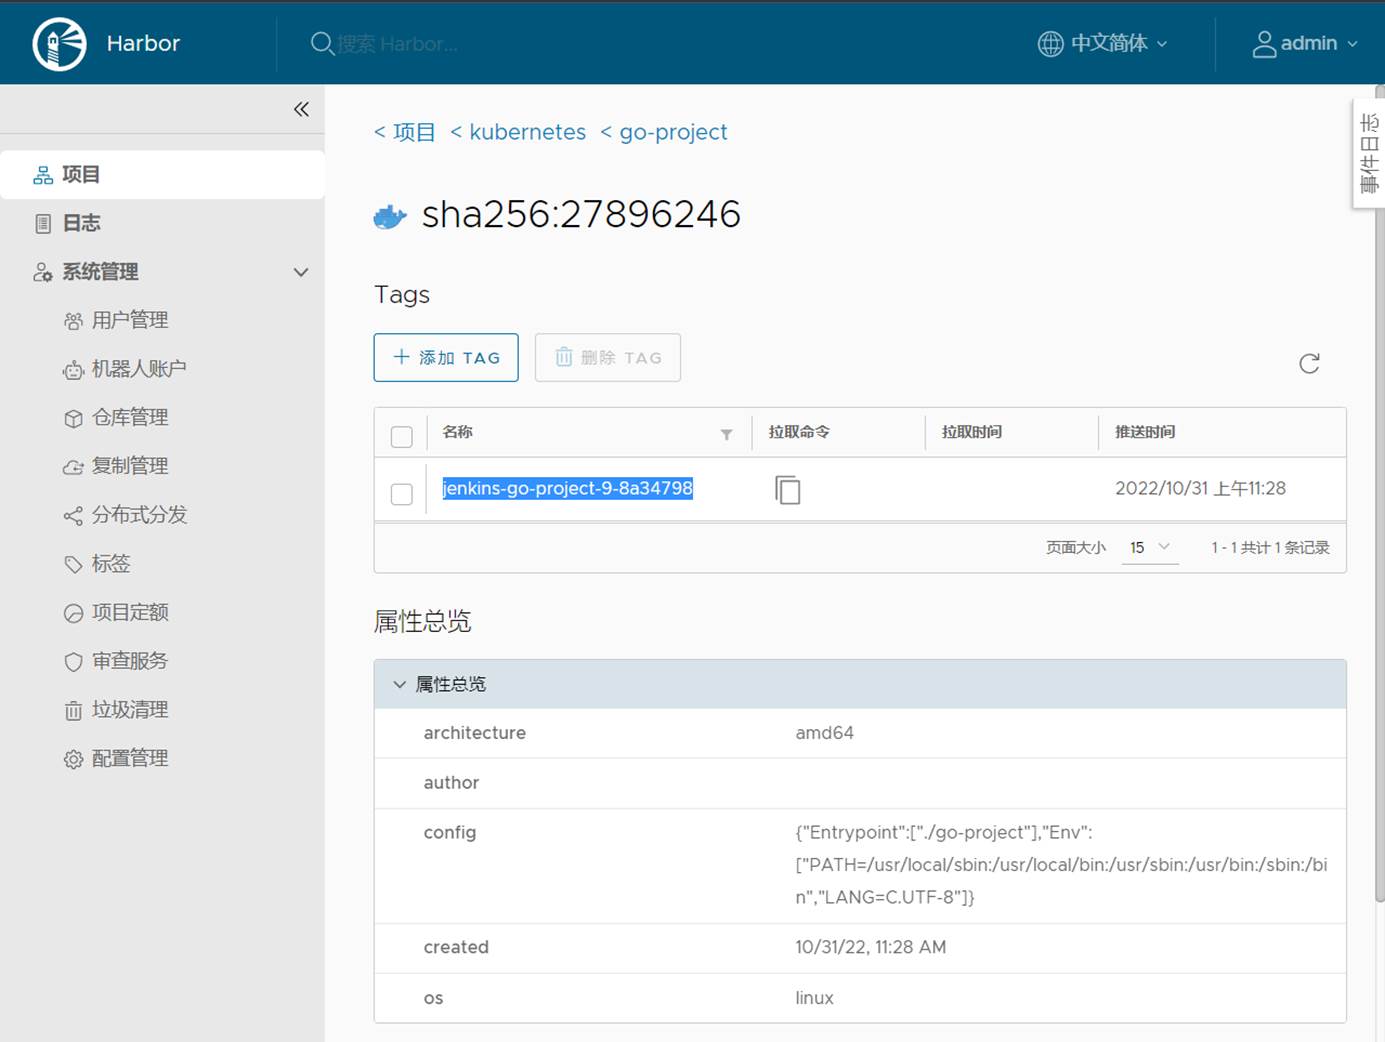 Harbor
搜索 Harbor...
中文简体
admin
项目
日志
系统管理
用户管理
机器人账户
仓库管理
复制管理
分布式分发
标签
项目定额
审查服务
垃圾清理
配置管理
< 项目 < kubernetes < go-project
事件日志
sha256:27896246
Tags
+ 添加 TAG
删除 TAG
名称 拉取命令 拉取时间 推送时间
jenkins-go-project-9-8a34798 2022/10/31 上午11:28
页面大小 15 1 - 1 共计 1 条记录
属性总览
属性总览
architecture amd64
author
config {"Entrypoint":["./go-project"],"Env":
["PATH=/usr/local/sbin:/usr/local/bin:/usr/sbin:/usr/bin:/sbin:/bi
n","LANG=C.UTF-8"]}
created 10/31/22, 11:28 AM
os linux